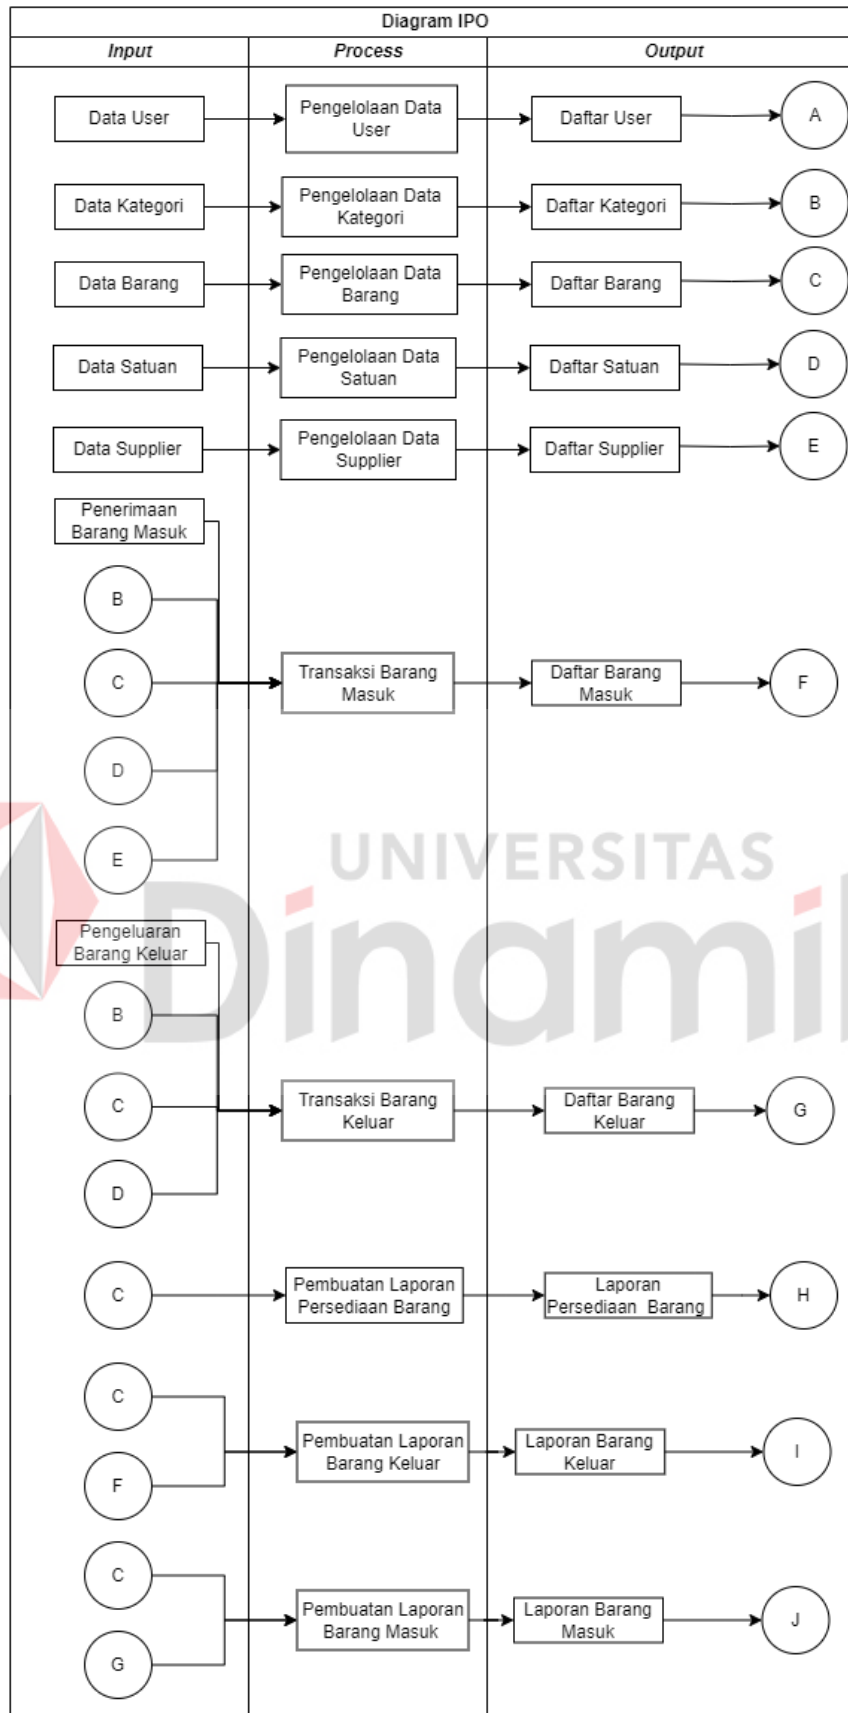 Diagram IPO
Input
Process
Output
Data User
Pengelolaan Data
User
Daftar User
A
Data Kategori
Pengelolaan Data
Kategori
Daftar Kategori
B
Data Barang
Pengelolaan Data
Barang
Daftar Barang
C
Data Satuan
Pengelolaan Data
Satuan
Daftar Satuan
D
Data Supplier
Pengelolaan Data
Supplier
Daftar Supplier
E
Penerimaan
Barang Masuk
B
C
D
E
Transaksi Barang
Masuk
Daftar Barang
Masuk
F
UNIVERSITAS
Dinamik
Pengeluaran
Barang Keluar
B
C
D
Transaksi Barang
Keluar
Daftar Barang
Keluar
G
C
Pembuatan Laporan
Persediaan Barang
Laporan
Persediaan Barang
H
C
F
Pembuatan Laporan
Barang Keluar
Laporan Barang
Keluar
I
C
G
Pembuatan Laporan
Barang Masuk
Laporan Barang
Masuk
J